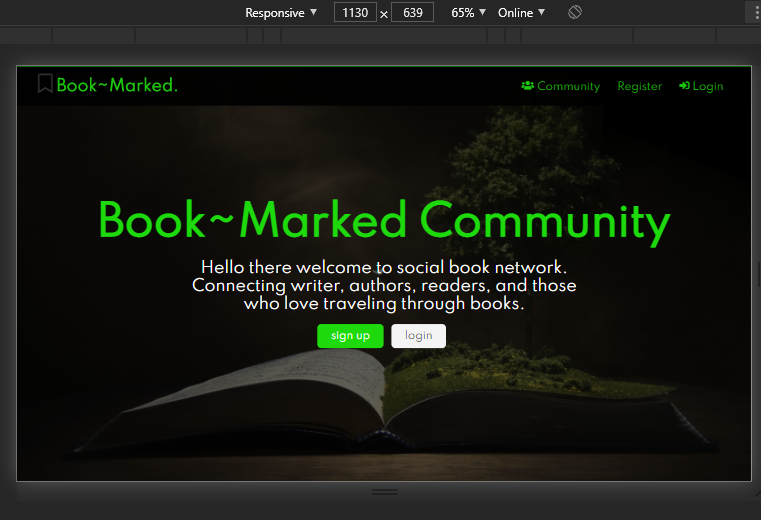 Responsive ▼ 1130 × 639 65% ▼ Online ▼
Book~Marked.
Community Register Login
Book~Marked Community
Hello there welcome to social book network.
Connecting writer, authors, readers, and those
who love traveling through books.
sign up login